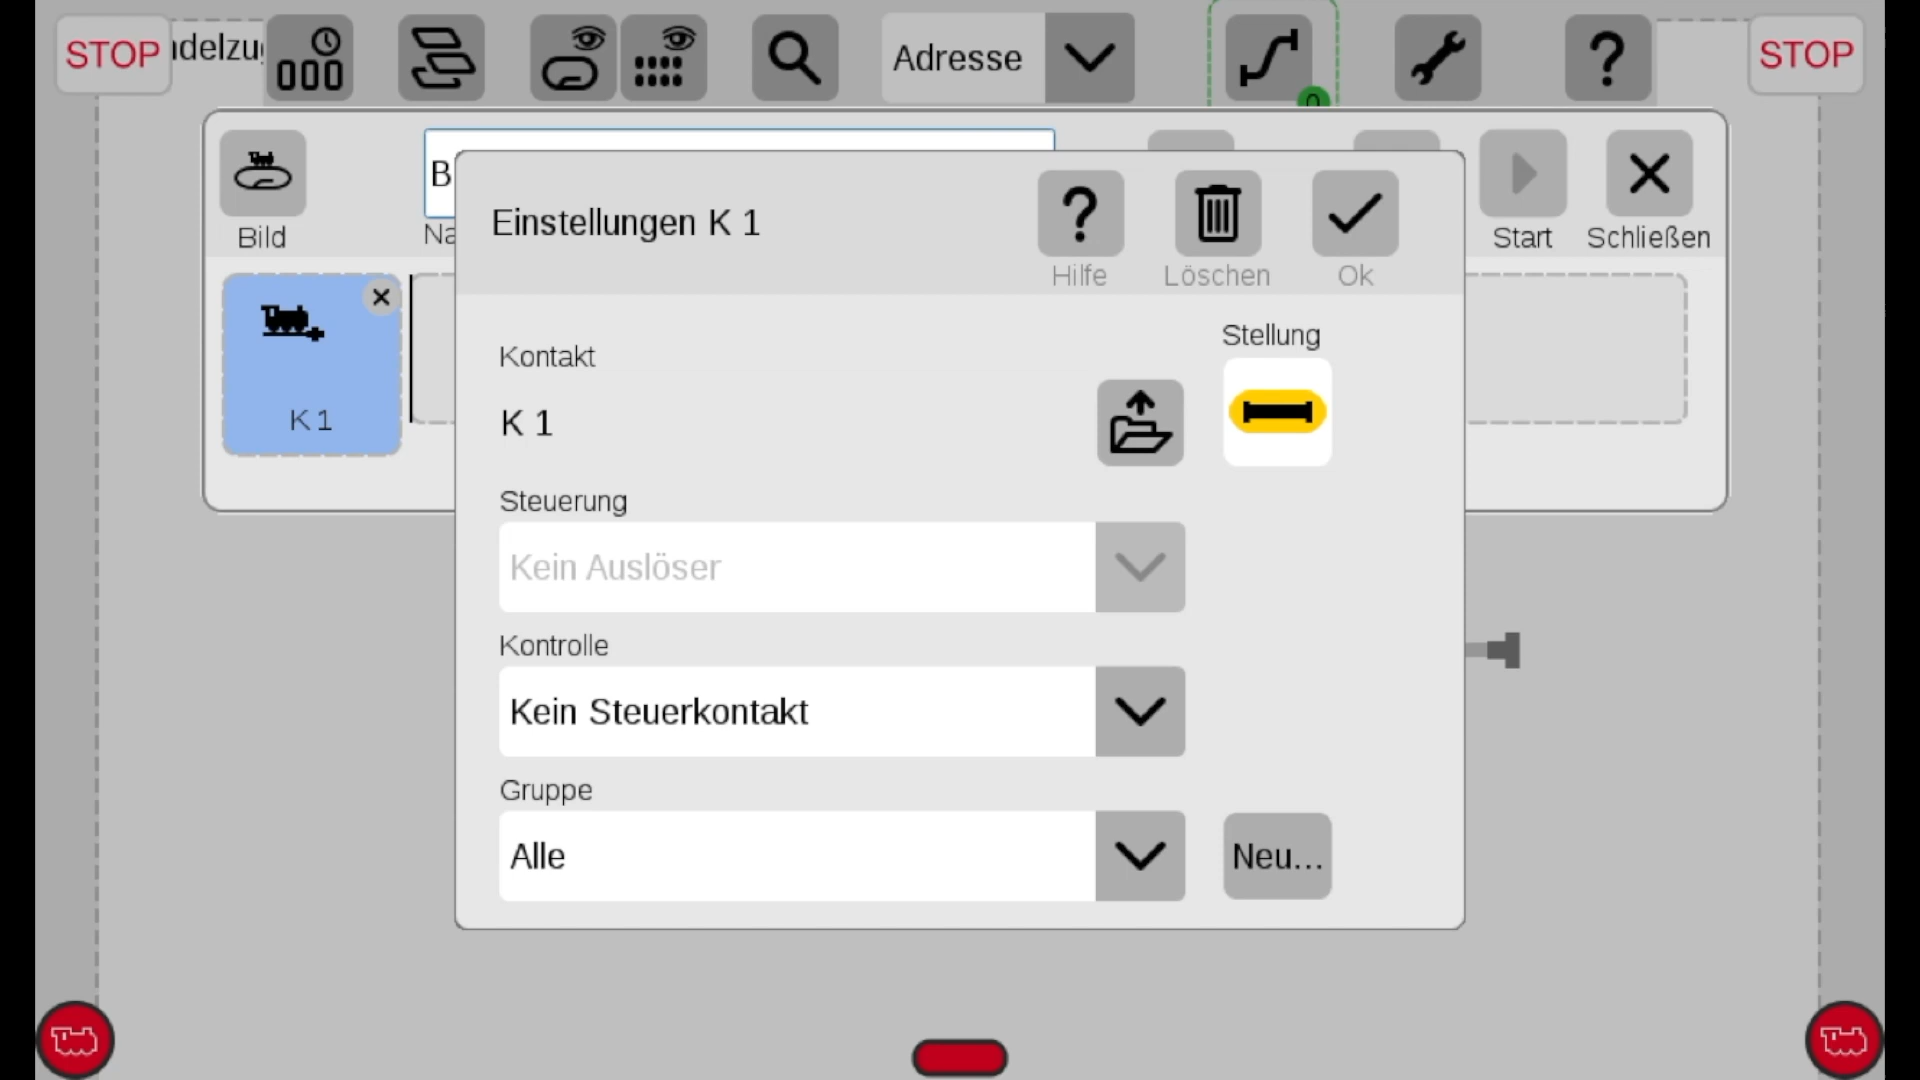 STOP
ndelzu
Adresse
0
STOP
B
Bild
Na
Einstellungen K 1
Hilfe
Löschen
Ok
Start
Schließen
K 1
Kontakt
Stellung
K 1
Steuerung
Kein Auslöser
Kontrolle
Kein Steuerkontakt
Gruppe
Alle
Neu...